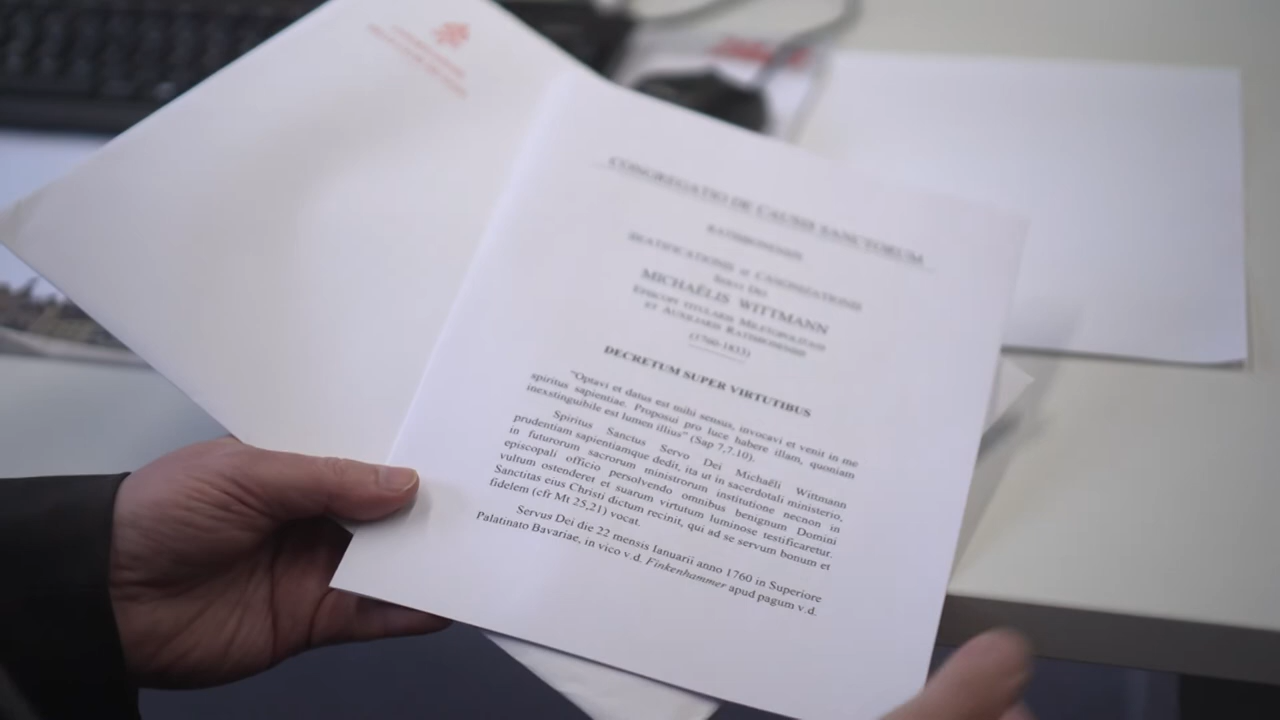 CONGREGATIO DE CAUSIS SANCTORUM
RATISBONENSIS
BEATIFICATIONIS et CANONIZATIONIS
SERVI DEI
MICHAËLIS WITTMANN
EPISCOPI TITULARIS MILETOPOLITANI
ET AUXILIARIS RATISBONENSIS
(1760-1833)
DECRETUM SUPER VIRTUTIBUS
"Optavi et datus est mihi sensus, invocavi et venit in me
spiritus sapientiae. Proposui pro luce habere illam, quoniam
inexstinguibile est lumen illius" (Sap 7,7.10).
Spiritus Sanctus Servo Dei Michaëli Wittmann
prudentiam sapientiamque dedit, ita ut in sacerdotali ministerio,
in futurorum sacrorum ministrorum institutione necnon in
episcopali officio persolvendo omnibus benignum Domini
vultum ostenderet et suarum virtutum luminose testificaretur.
Sanctitas eius Christi dictum recinit, qui ad se servum bonum et
fidelem (cfr Mt 25,21) vocat.
Servus Dei die 22 mensis Ianuarii anno 1760 in Superiore
Palatinato Bavariae, in vico v.d. Finkenhammer apud pagum v.d.